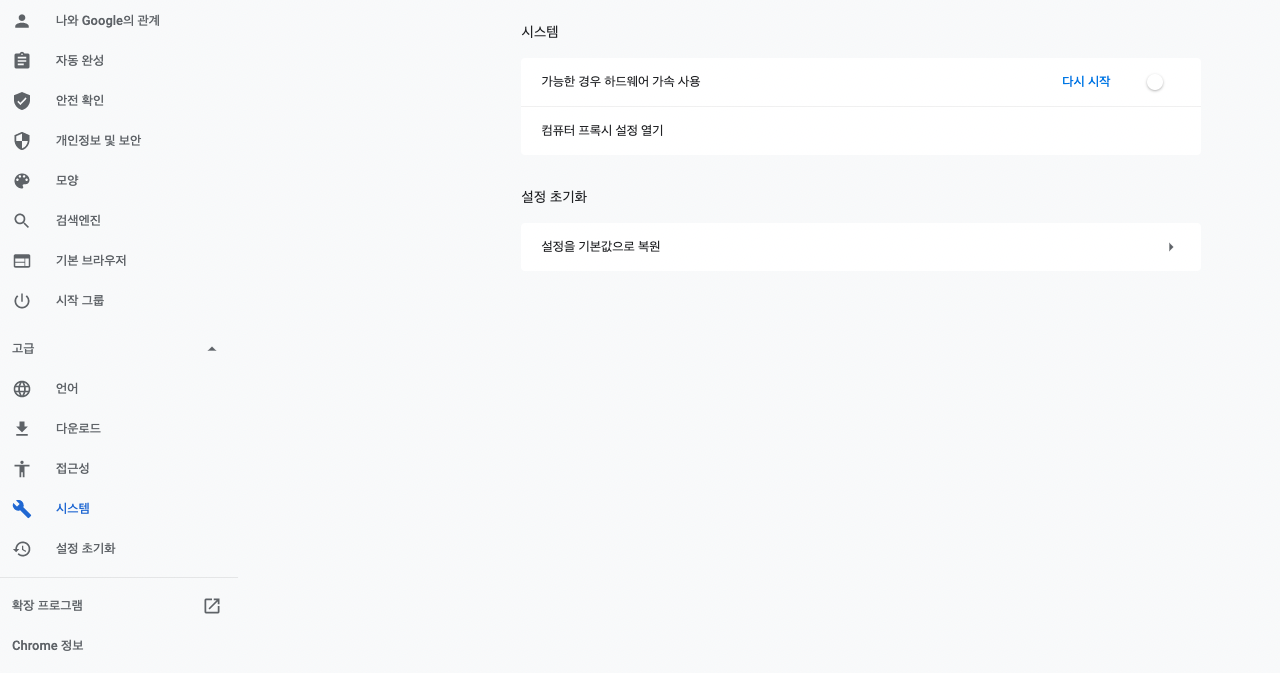 나와 Google의 관계
자동 완성
안전 확인
개인정보 및 보안
모양
검색엔진
기본 브라우저
시작 그룹
고급
언어
다운로드
접근성
시스템
설정 초기화
확장 프로그램
Chrome 정보
시스템
가능한 경우 하드웨어 가속 사용 다시 시작
컴퓨터 프록시 설정 열기
설정 초기화
설정을 기본값으로 복원